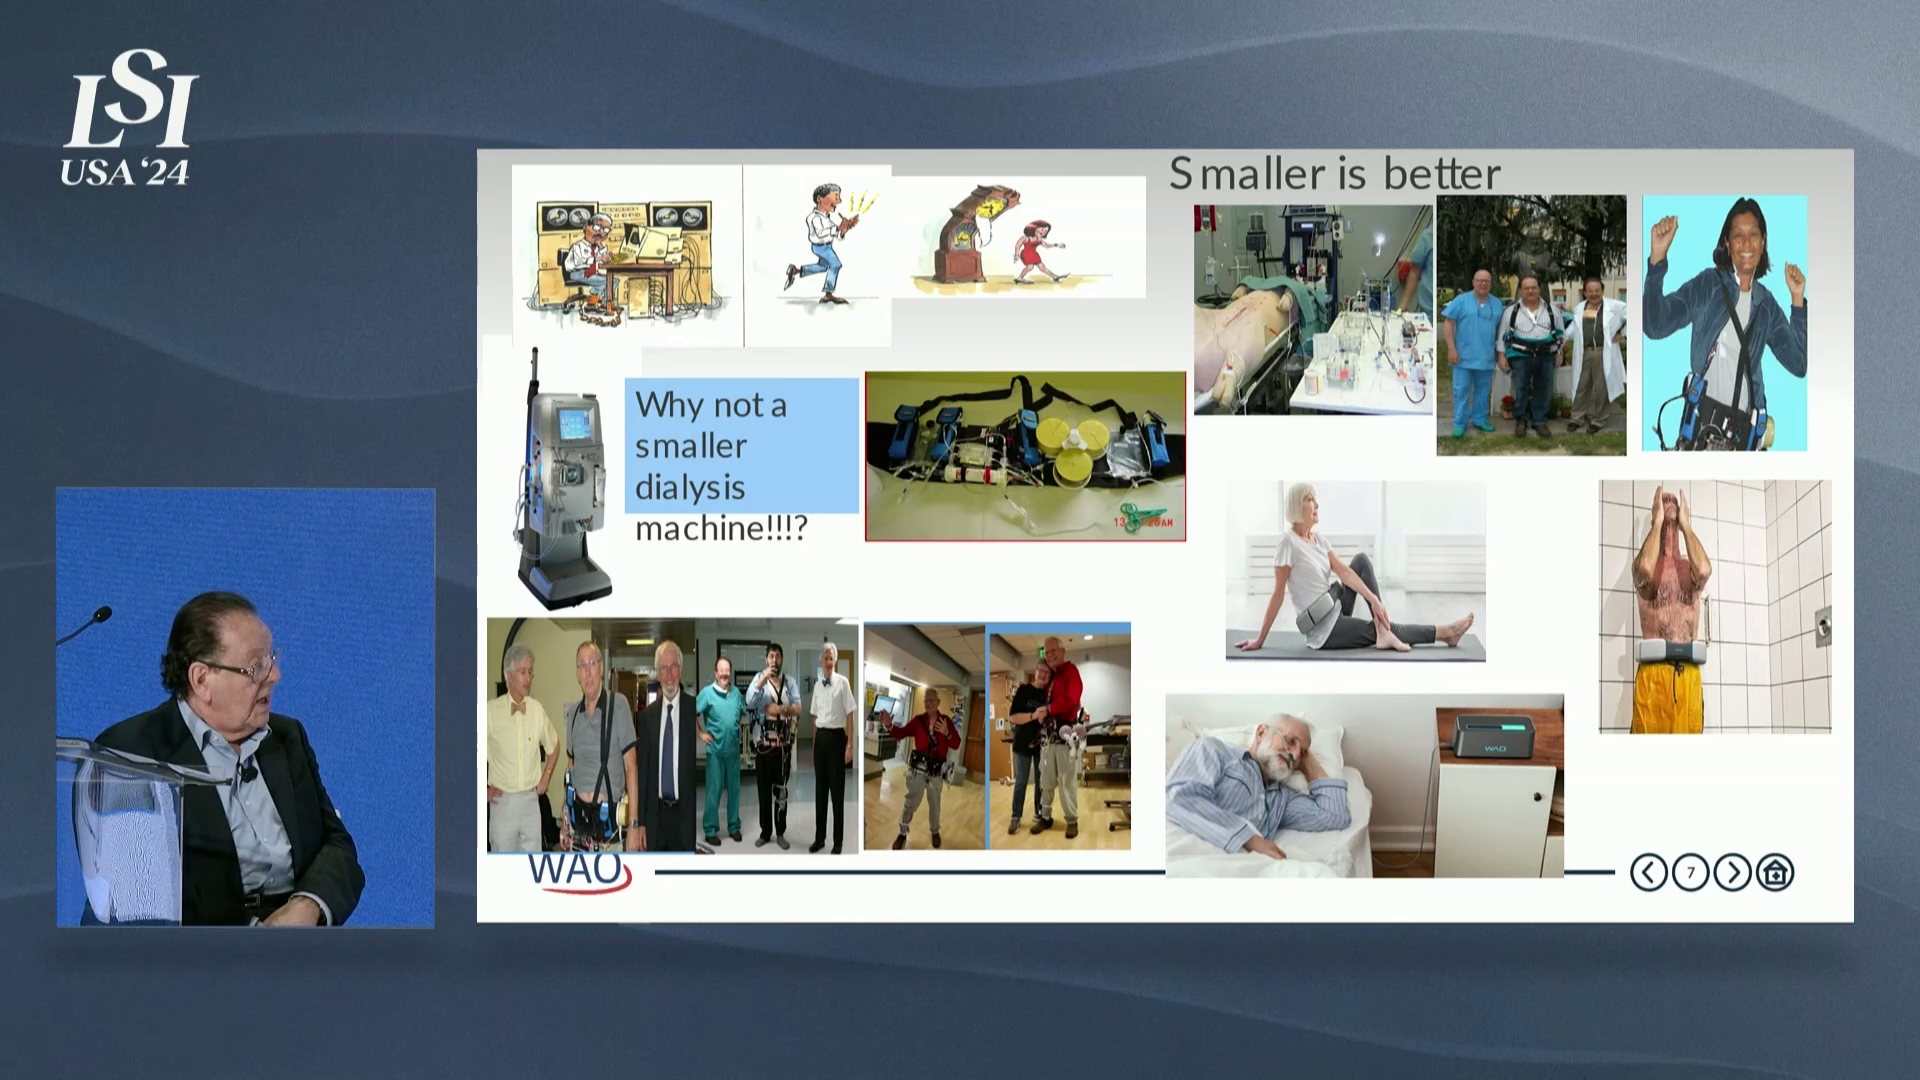 LSI
USA '24
Smaller is better
Why not a
smaller
dialysis
machine!!!?
WAO
7